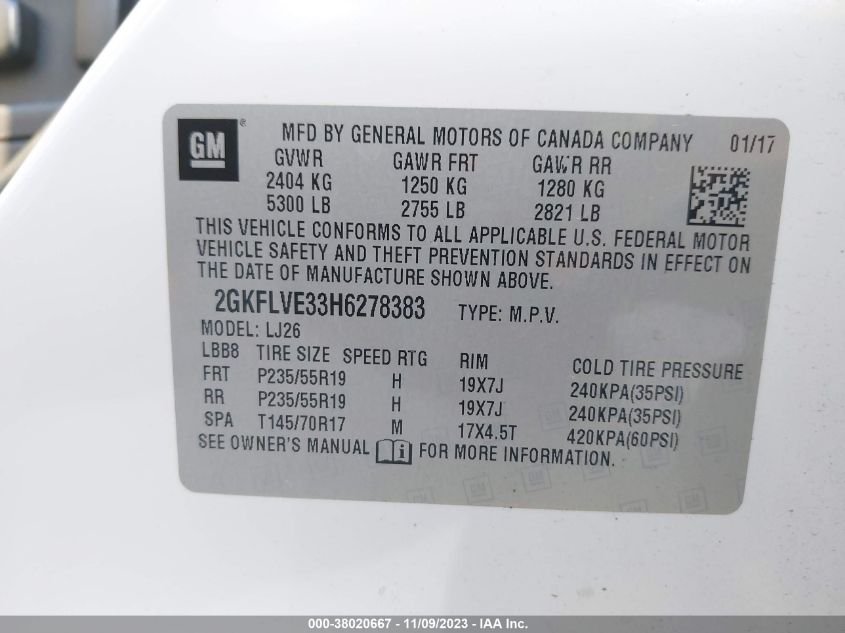 GM® MFD BY GENERAL MOTORS OF CANADA COMPANY 01/17
GVWR GAWR FRT GAWR RR
2404 KG 1250 KG 1280 KG
5300 LB 2755 LB 2821 LB
THIS VEHICLE CONFORMS TO ALL APPLICABLE U.S. FEDERAL MOTOR
VEHICLE SAFETY AND THEFT PREVENTION STANDARDS IN EFFECT ON
THE DATE OF MANUFACTURE SHOWN ABOVE.
2GKFLVE33H6278383 TYPE: M.P.V.
MODEL: LJ26
LBB8 TIRE SIZE SPEED RTG RIM COLD TIRE PRESSURE
FRT P235/55R19 H 19X7J 240KPA(35PSI)
RR P235/55R19 H 19X7J 240KPA(35PSI)
SPA T145/70R17 M 17X4.5T 420KPA(60PSI)
SEE OWNER'S MANUAL i FOR MORE INFORMATION.
000-38020667 - 11/09/2023 - IAA Inc.